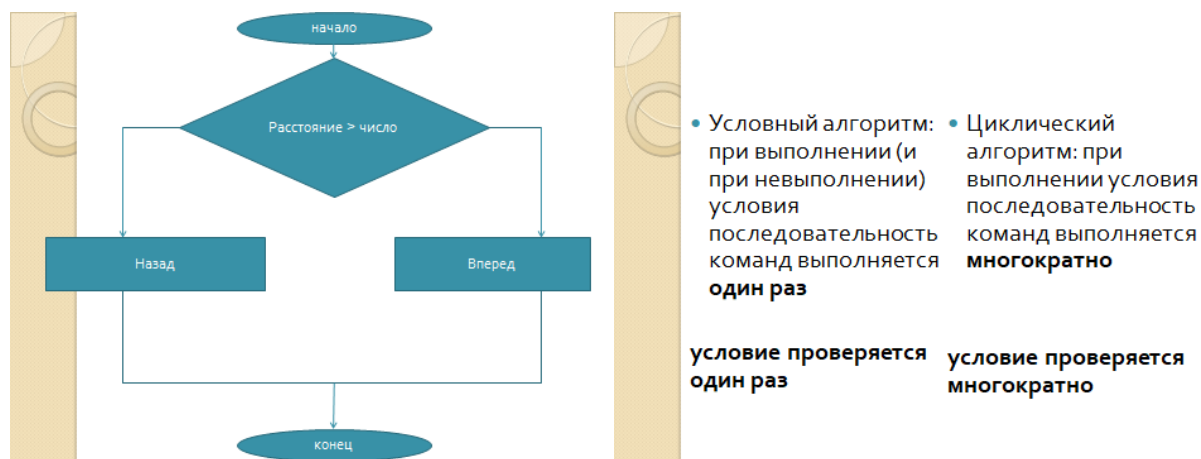 начало
Расстояние > число
Назад
Вперед
конец
• Условный алгоритм:
при выполнении (и
при невыполнении)
условия
последовательность
команд выполняется
один раз
условие проверяется
один раз
• Циклический
алгоритм: при
выполнении условия
последовательность
команд выполняется
многократно
условие проверяется
многократно